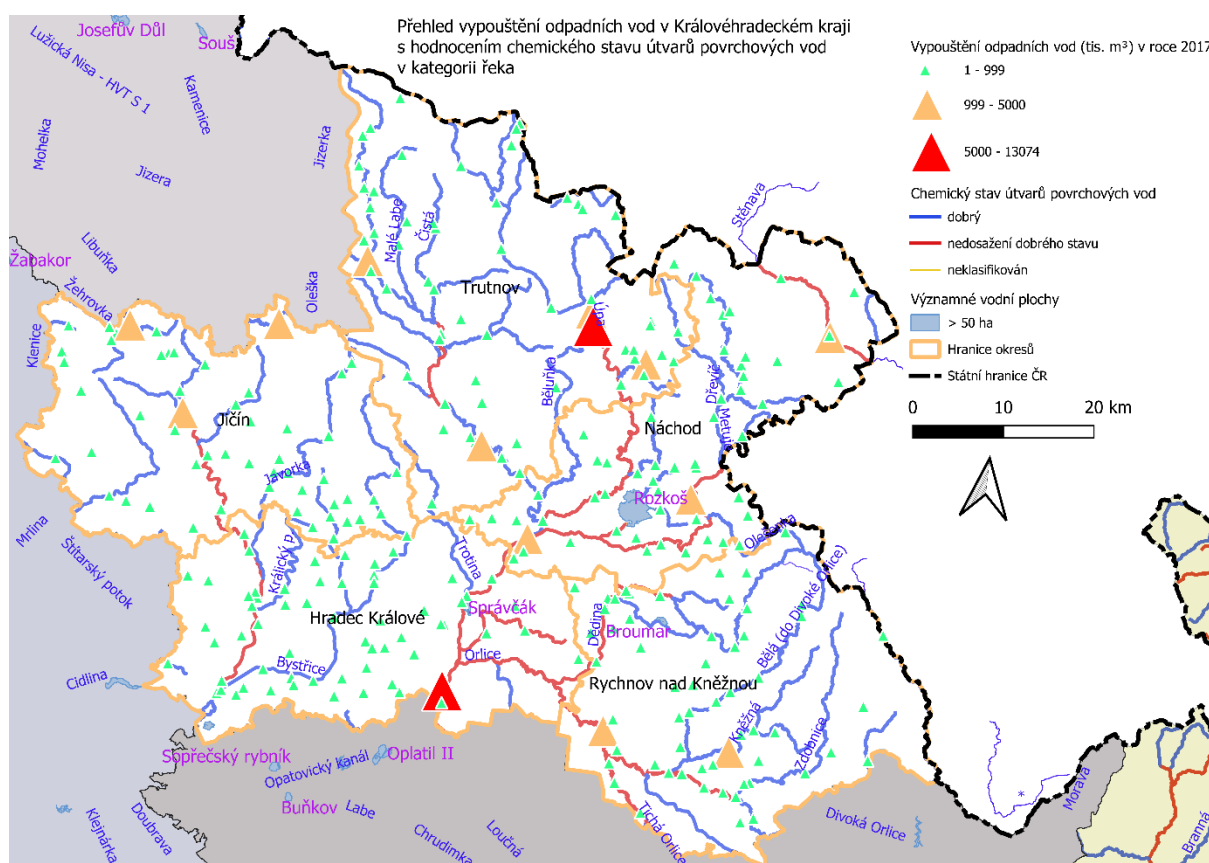 Přehled vypouštění odpadních vod v Královéhradeckém kraji
s hodnocením chemického stavu útvarů povrchových vod
v kategorii řeka
Vypouštění odpadních vod (tis. m³) v roce 2017
1 - 999
999 - 5000
5000 - 13074
Chemický stav útvarů povrchových vod
dobrý
nedosažení dobrého stavu
neklasifikován
Významné vodní plochy
> 50 ha
Hranice okresů
Státní hranice ČR
0 10 20 km
Josefův Důl
Souš
Lužická Nisa - HVT S 1
Kamenice
Mohelka
Jizera
Jizerka
Libuňka
Žabakor
Žehrovka
Oleška
Klenice
Malé Labe
Čistá
Trutnov
Úpa
Stěnava
Běluňka
Dřevíč
Metuje
Jičín
Náchod
Javorka
Rozkoš
Olešenka
Mrlina
Štítarský potok
Králický p.
Trotina
Hradec Králové
Správčák
Dědina
Broumar
Bělá (do Divoké Orlice)
Orlice
Bystřice
Rychnov nad Kněžnou
Cidlina
Kněžná
Zdobnice
Sopřečský rybník
Opatovický Kanál
Oplatil II
Buňkov
Labe
Klejnárka
Doubrava
Chrudimka
Loučná
Tichá Orlice
Divoká Orlice
Morava
Branná